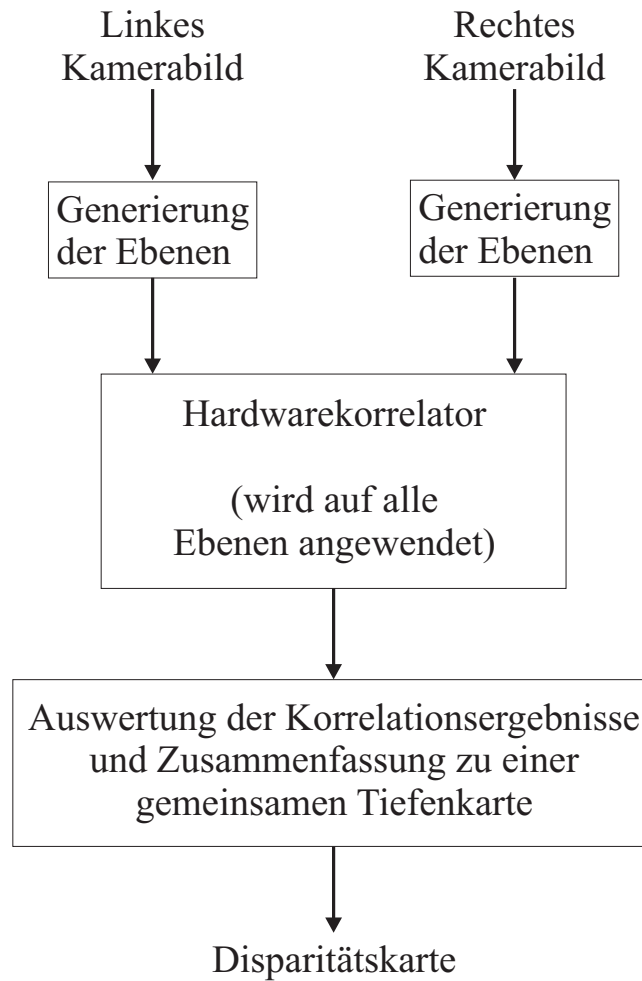 Linkes
Kamerabild
Rechtes
Kamerabild
Generierung
der Ebenen
Generierung
der Ebenen
Hardwarekorrelator
(wird auf alle
Ebenen angewendet)
Auswertung der Korrelationsergebnisse
und Zusammenfassung zu einer
gemeinsamen Tiefenkarte
Disparitätskarte